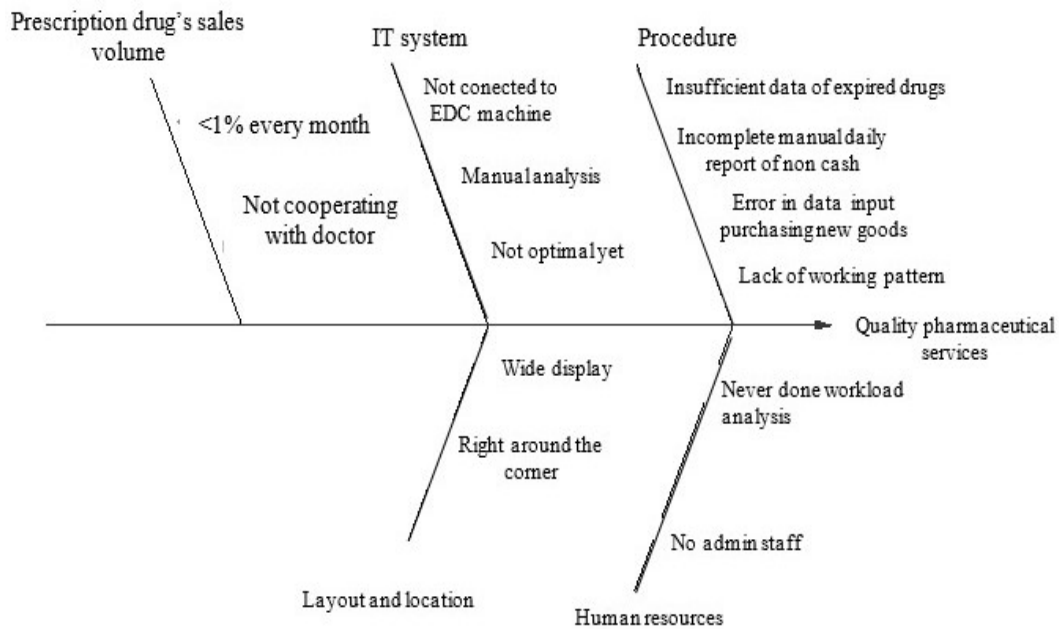 Prescription drug's sales
volume
IT system
Procedure
<1% every month
Not cooperating
with doctor
Not conected to
EDC machine
Manual analysis
Not optimal yet
Insufficient data of expired drugs
Incomplete manual daily
report of non cash
Error in data input
purchasing new goods
Lack of working pattern
Quality pharmaceutical
services
Wide display
Right around the
corner
Layout and location
Never done workload
analysis
No admin staff
Human resources